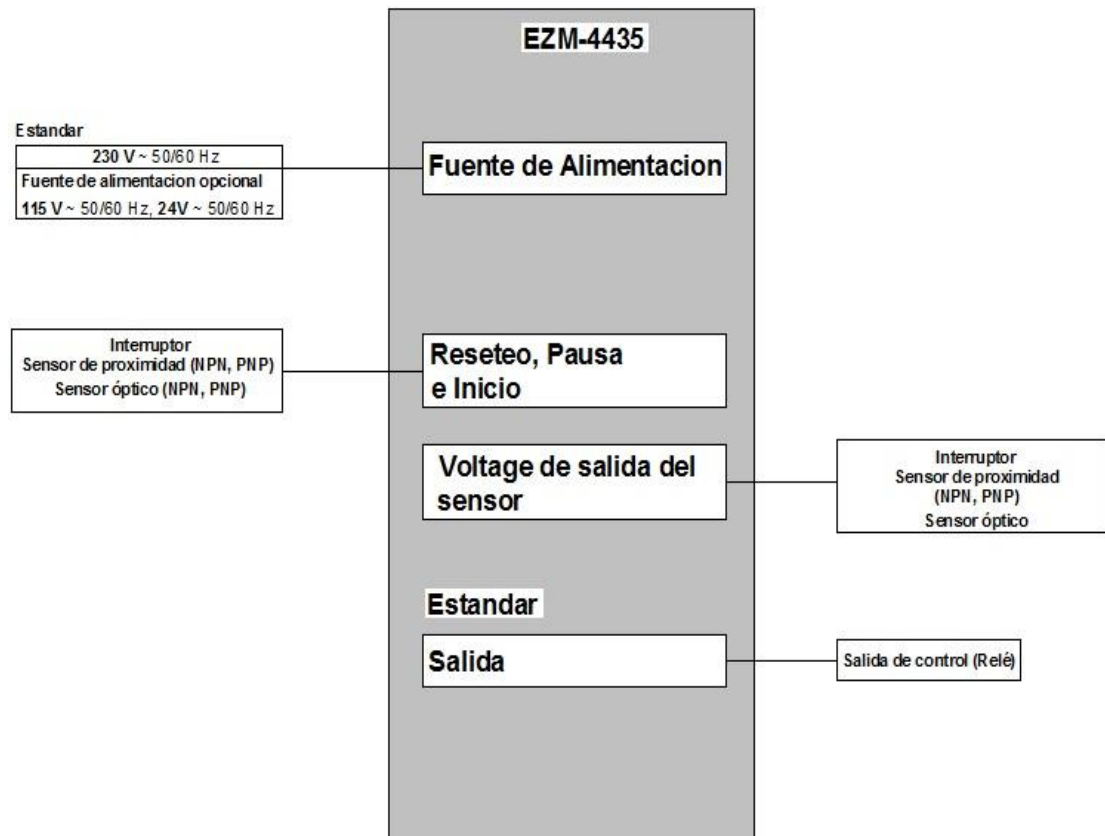 EZM-4435
Estandar
230 V ~ 50/60 Hz
Fuente de alimentacion opcional
115 V ~ 50/60 Hz, 24V ~ 50/60 Hz
Fuente de Alimentacion
Interruptor
Sensor de proximidad (NPN, PNP)
Sensor óptico (NPN, PNP)
Reseteo, Pausa
e Inicio
Voltage de salida del
sensor
Interruptor
Sensor de proximidad
(NPN, PNP)
Sensor óptico
Estandar
Salida
Salida de control (Relé)